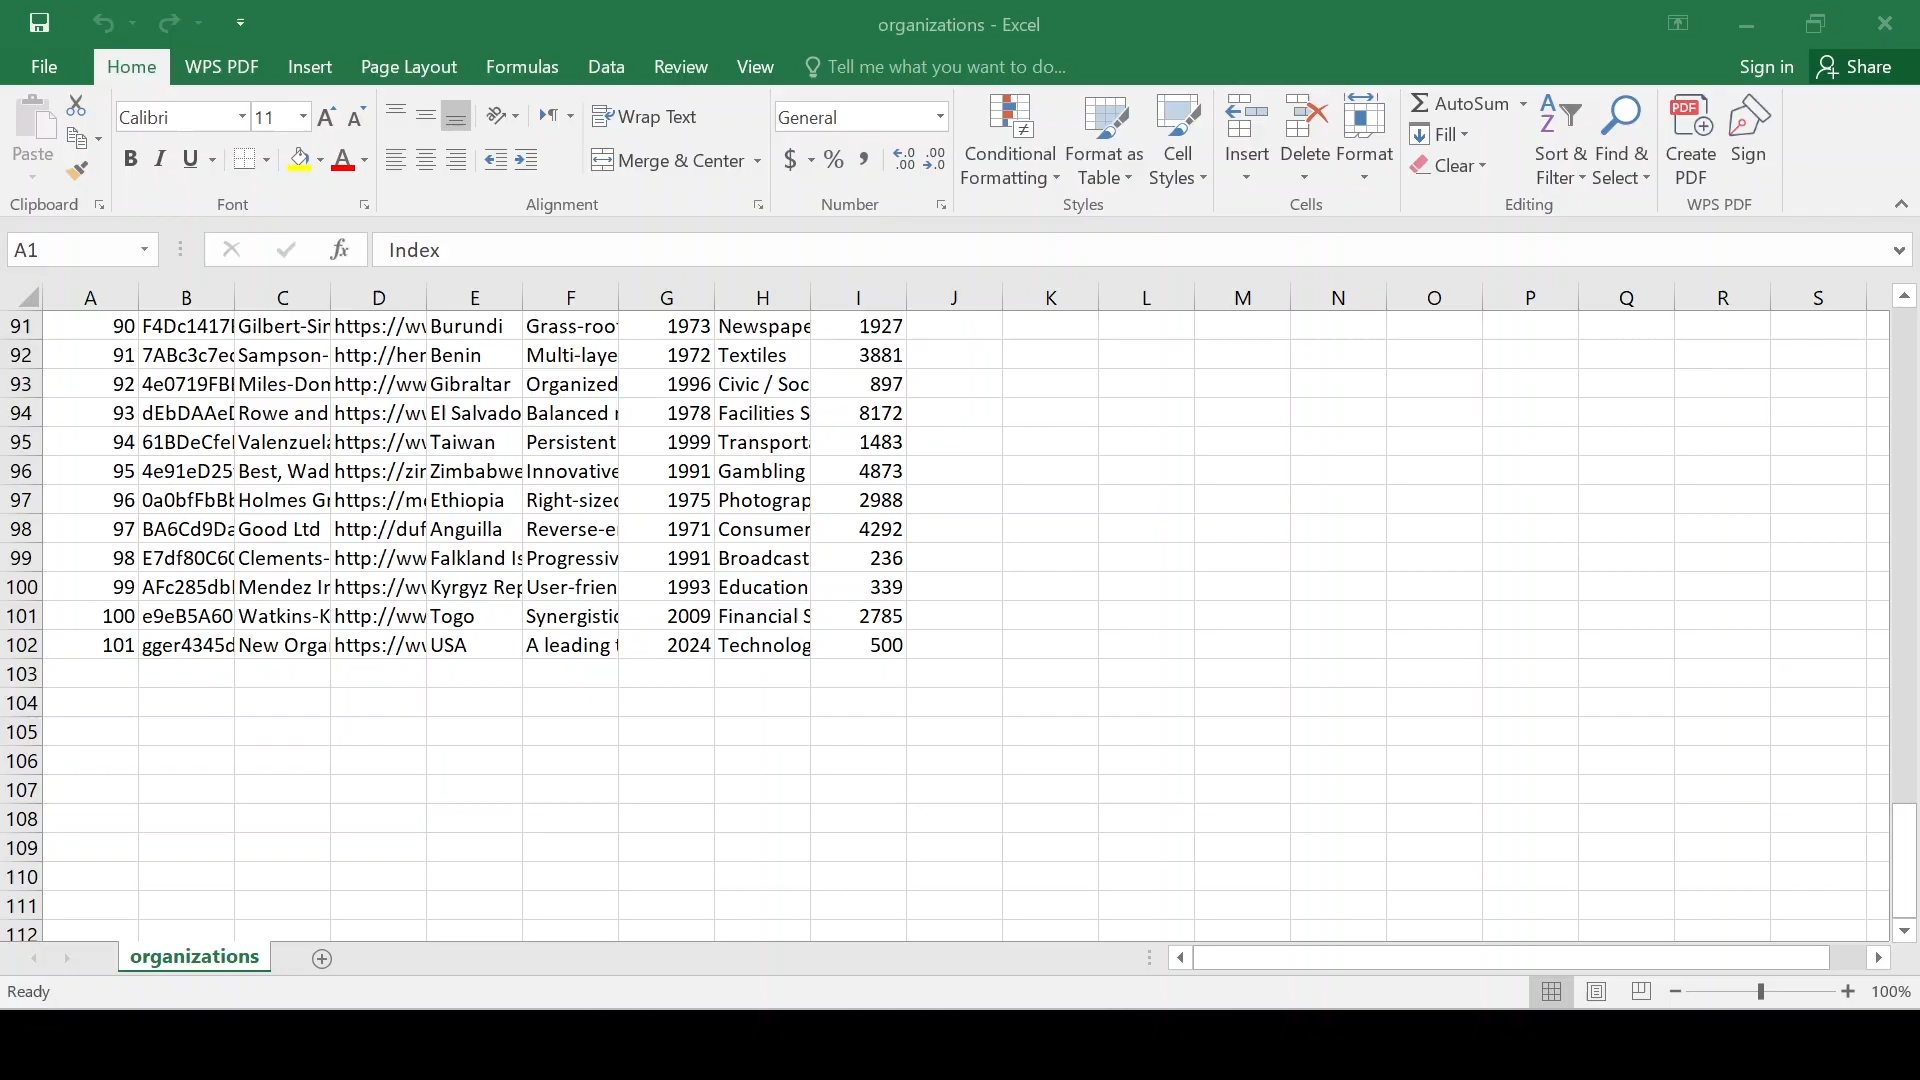 organizations - Excel
File Home WPS PDF Insert Page Layout Formulas Data Review View Tell me what you want to do... Sign in Share
Calibri 11 Wrap Text General AutoSum
Paste B I U Merge & Center $ % , .00 .00 Conditional Formatting Format as Table Cell Styles Insert Delete Format Fill Clear Sort & Filter Find & Select Create PDF Sign
Clipboard Font Alignment Number Styles Cells Editing WPS PDF
A1 fx Index
A B C D E F G H I J K L M N O P Q R S
91 90 F4Dc1417 Gilbert-Sin https://w Burundi Grass-roo 1973 Newspape 1927
92 91 7ABc3c7ec Sampson- http://her Benin Multi-laye 1972 Textiles 3881
93 92 4e0719FB Miles-Don http://ww Gibraltar Organized 1996 Civic / Soc 897
94 93 dEbDAAe Rowe and https://w El Salvado Balanced 1978 Facilities S 8172
95 94 61BDeCfe Valenzuela https://w Taiwan Persistent 1999 Transport 1483
96 95 4e91eD25 Best, Wad https://zi Zimbabwe Innovative 1991 Gambling 4873
97 96 0a0bfFbB Holmes G https://m Ethiopia Right-sized 1975 Photograp 2988
98 97 BA6Cd9Da Good Ltd http://duf Anguilla Reverse-e 1971 Consumer 4292
99 98 E7df80C60 Clements- http://ww Falkland Is Progressiv 1991 Broadcast 236
100 99 AFc285db Mendez In https://w Kyrgyz Rep User-frien 1993 Education 339
101 100 e9eB5A60 Watkins-K http://ww Togo Synergistic 2009 Financial S 2785
102 101 gger4345d New Orga https://w USA A leading t 2024 Technolog 500
103
104
105
106
107
108
109
110
111
112
organizations
Ready 100%